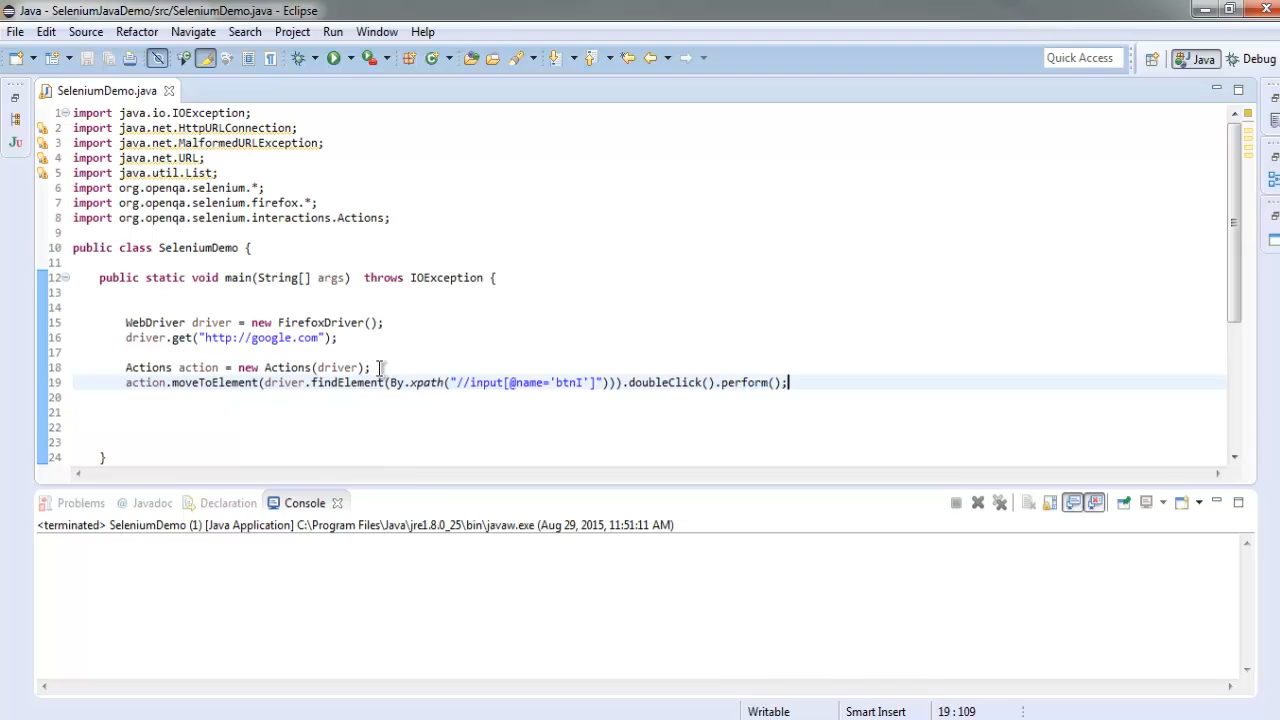 Java - SeleniumJavaDemo/src/SeleniumDemo.java - Eclipse
File Edit Source Refactor Navigate Search Project Run Window Help
Quick Access
Java
Debug
SeleniumDemo.java
1 import java.io.IOException;
2 import java.net.HttpURLConnection;
3 import java.net.MalformedURLException;
4 import java.net.URL;
5 import java.util.List;
6 import org.openqa.selenium.*;
7 import org.openqa.selenium.firefox.*;
8 import org.openqa.selenium.interactions.Actions;
9
10 public class SeleniumDemo {
11
12 public static void main(String[] args)  throws IOException {
13
14
15 WebDriver driver = new FirefoxDriver();
16 driver.get("http://google.com");
17
18 Actions action = new Actions(driver);
19 action.moveToElement(driver.findElement(By.xpath("//input[@name='btnI']"))).doubleClick().perform();
20
21
22
23
24 }
Problems @ Javadoc Declaration Console
<terminated> SeleniumDemo (1) [Java Application] C:\Program Files\Java\jre1.8.0_25\bin\javaw.exe (Aug 29, 2015, 11:51:11 AM)
Writable Smart Insert 19 : 109